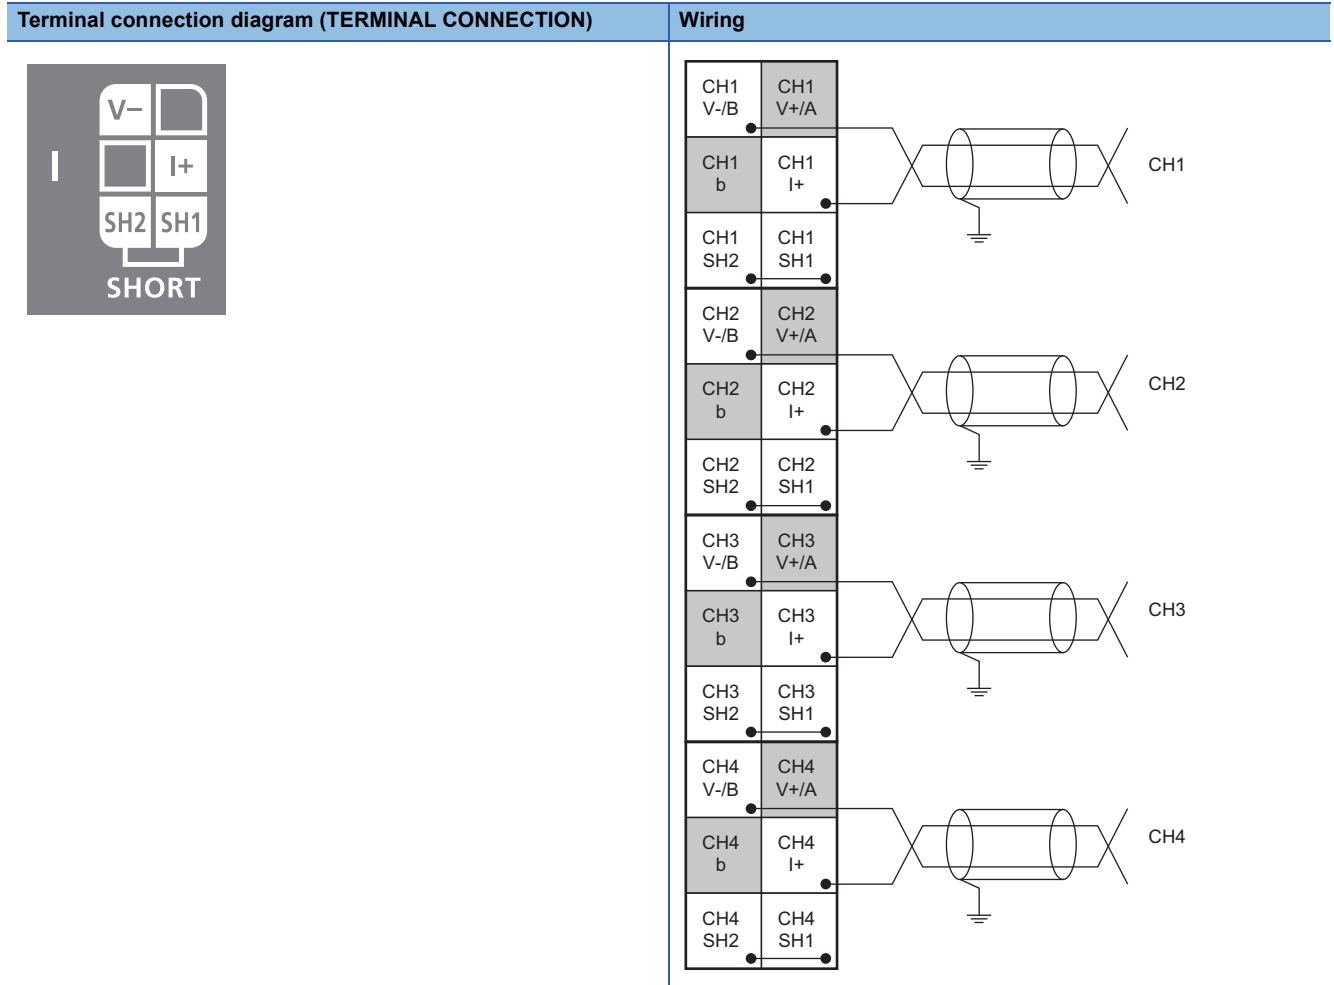 Terminal connection diagram (TERMINAL CONNECTION)
Wiring
V−
I
I+
SH2 SH1
SHORT
CH1 CH1
V-/B V+/A
CH1 CH1
b I+
CH1
CH1 CH1
SH2 SH1
CH2 CH2
V-/B V+/A
CH2 CH2
b I+
CH2
CH2 CH2
SH2 SH1
CH3 CH3
V-/B V+/A
CH3 CH3
b I+
CH3
CH3 CH3
SH2 SH1
CH4 CH4
V-/B V+/A
CH4 CH4
b I+
CH4
CH4 CH4
SH2 SH1